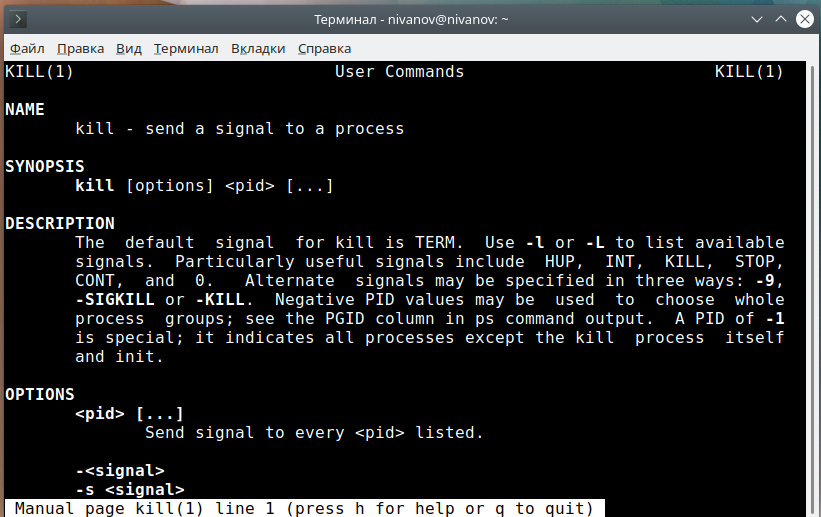 Терминал - nivanov@nivanov: ~
Файл Правка Вид Терминал Вкладки Справка
KILL(1) User Commands KILL(1)
NAME
kill - send a signal to a process
SYNOPSIS
kill [options] <pid> [...]
DESCRIPTION
The default signal for kill is TERM. Use -l or -L to list available
signals. Particularly useful signals include HUP, INT, KILL, STOP,
CONT, and 0. Alternate signals may be specified in three ways: -9,
-SIGKILL or -KILL. Negative PID values may be used to choose whole
process groups; see the PGID column in ps command output. A PID of -1
is special; it indicates all processes except the kill process itself
and init.
OPTIONS
<pid> [...]
Send signal to every <pid> listed.
-<signal>
-s <signal>
Manual page kill(1) line 1 (press h for help or q to quit)